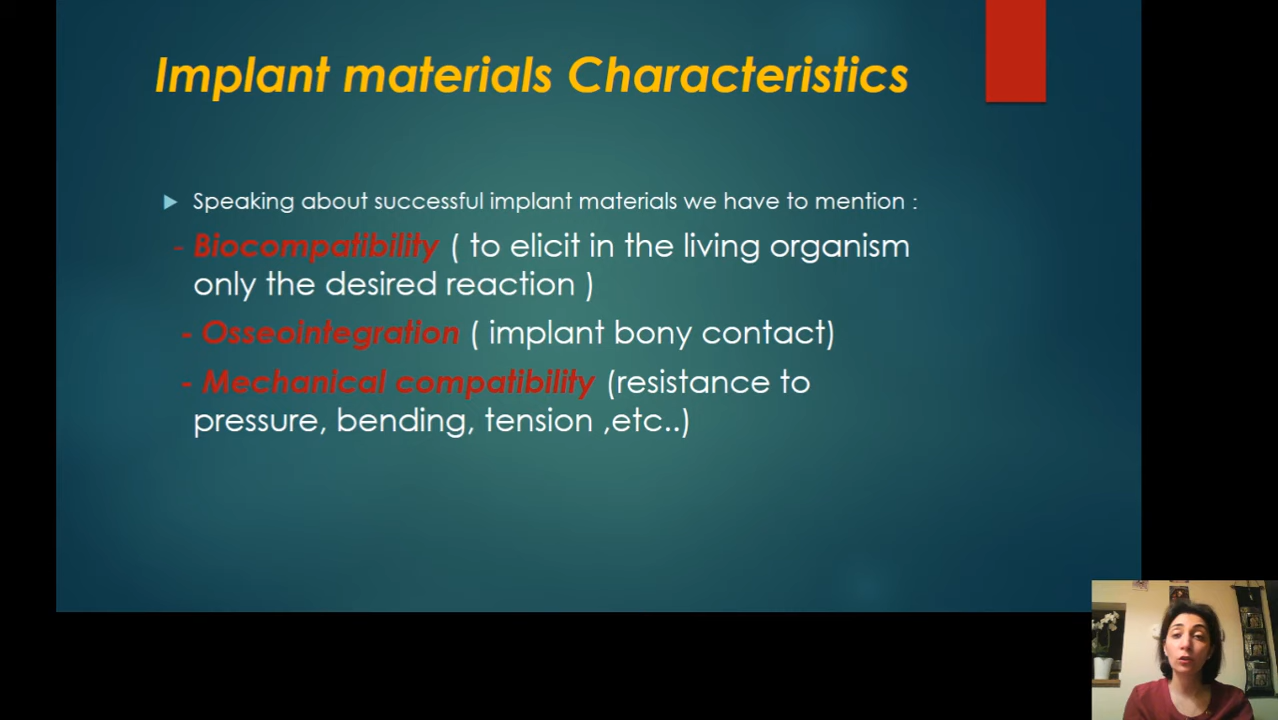 Implant materials Characteristics
Speaking about successful implant materials we have to mention :
- Biocompatibility ( to elicit in the living organism
only the desired reaction )
- Osseointegration ( implant bony contact)
- Mechanical compatibility (resistance to
pressure, bending, tension ,etc..)